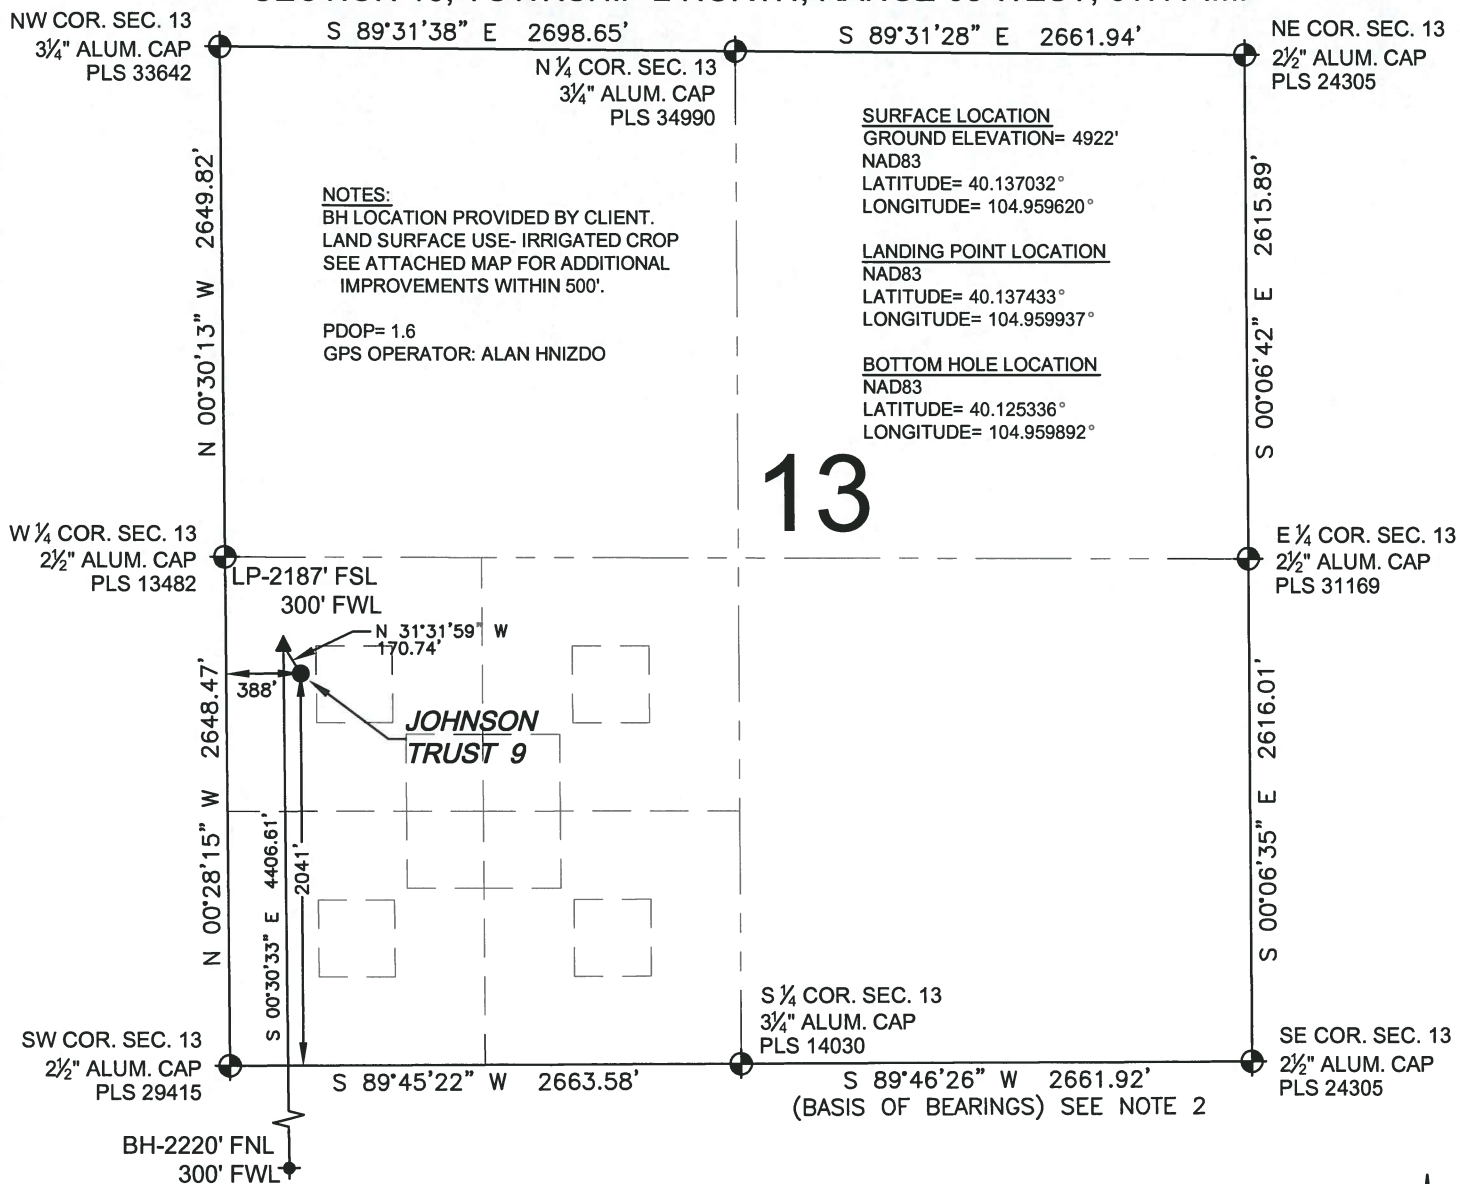 NW COR. SEC. 13
3¼" ALUM. CAP
PLS 33642
S 89°31'38" E 2698.65'
N ¼ COR. SEC. 13
3¼" ALUM. CAP
PLS 34990
S 89°31'28" E 2661.94'
NE COR. SEC. 13
2½" ALUM. CAP
PLS 24305
N 00°30'13" W 2649.82'
NOTES:
BH LOCATION PROVIDED BY CLIENT.
LAND SURFACE USE- IRRIGATED CROP
SEE ATTACHED MAP FOR ADDITIONAL
IMPROVEMENTS WITHIN 500'.
PDOP= 1.6
GPS OPERATOR: ALAN HNIZDO
SURFACE LOCATION
GROUND ELEVATION= 4922'
NAD83
LATITUDE= 40.137032°
LONGITUDE= 104.959620°
LANDING POINT LOCATION
NAD83
LATITUDE= 40.137433°
LONGITUDE= 104.959937°
BOTTOM HOLE LOCATION
NAD83
LATITUDE= 40.125336°
LONGITUDE= 104.959892°
S 00°06'42" E 2615.89'
13
W ¼ COR. SEC. 13
2½" ALUM. CAP
PLS 13482
E ¼ COR. SEC. 13
2½" ALUM. CAP
PLS 31169
LP-2187' FSL
300' FWL
N 31°31'59" W
170.74'
388'
JOHNSON
TRUST 9
N 00°28'15" W 2648.47'
S 00°30'33" E 4406.61'
2041'
S 00°06'35" E 2616.01'
SW COR. SEC. 13
2½" ALUM. CAP
PLS 29415
S 89°45'22" W 2663.58'
S ¼ COR. SEC. 13
3¼" ALUM. CAP
PLS 14030
S 89°46'26" W 2661.92'
(BASIS OF BEARINGS) SEE NOTE 2
SE COR. SEC. 13
2½" ALUM. CAP
PLS 24305
BH-2220' FNL
300' FWL